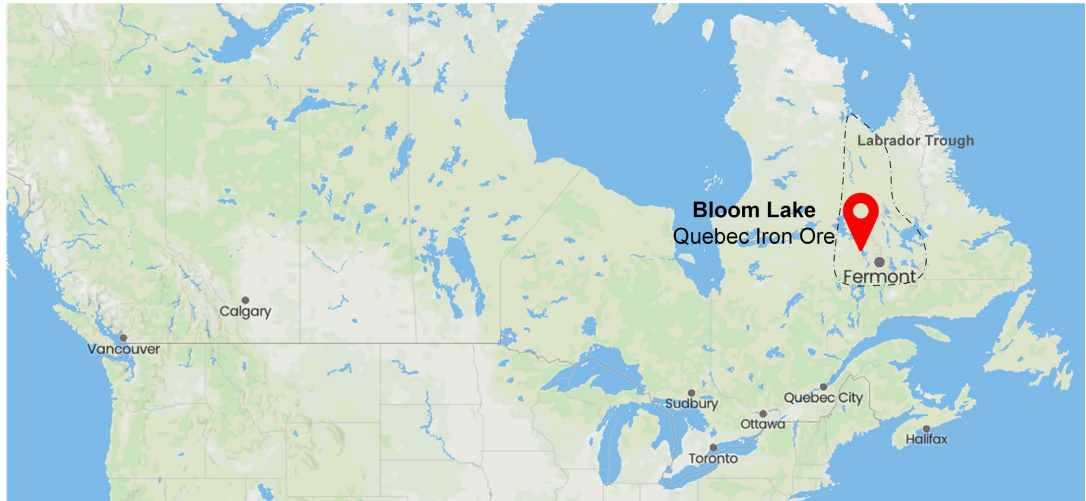 Labrador Trough
Bloom Lake
Quebec Iron Ore
Fermont
Calgary
Vancouver
Quebec City
Sudbury
Ottawa
Halifax
Toronto